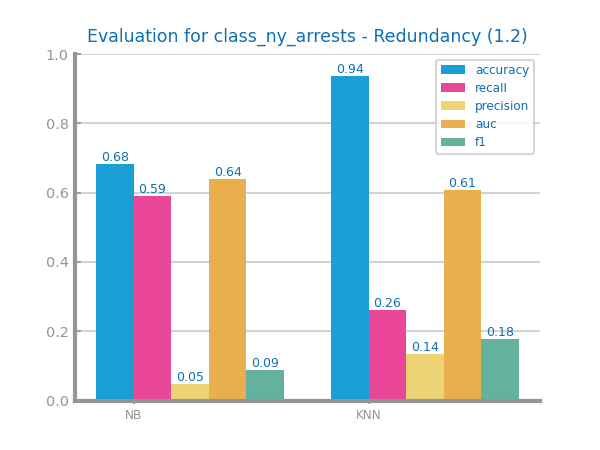 Evaluation for class_ny_arrests - Redundancy (1.2)
1.0
0.8
0.6
0.4
0.2
0.0
0.68
0.59
0.05
0.64
0.09
0.94
0.26
0.14
0.61
0.18
accuracy
recall
precision
auc
f1
NB
KNN